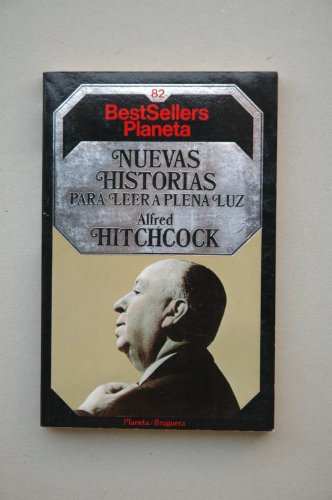 82
BestSellers
Planeta
NUEVAS
HISTORIAS
PARA LEER A PLENA LUZ
Alfred
HITCHCOCK
Planeta/Bruguera